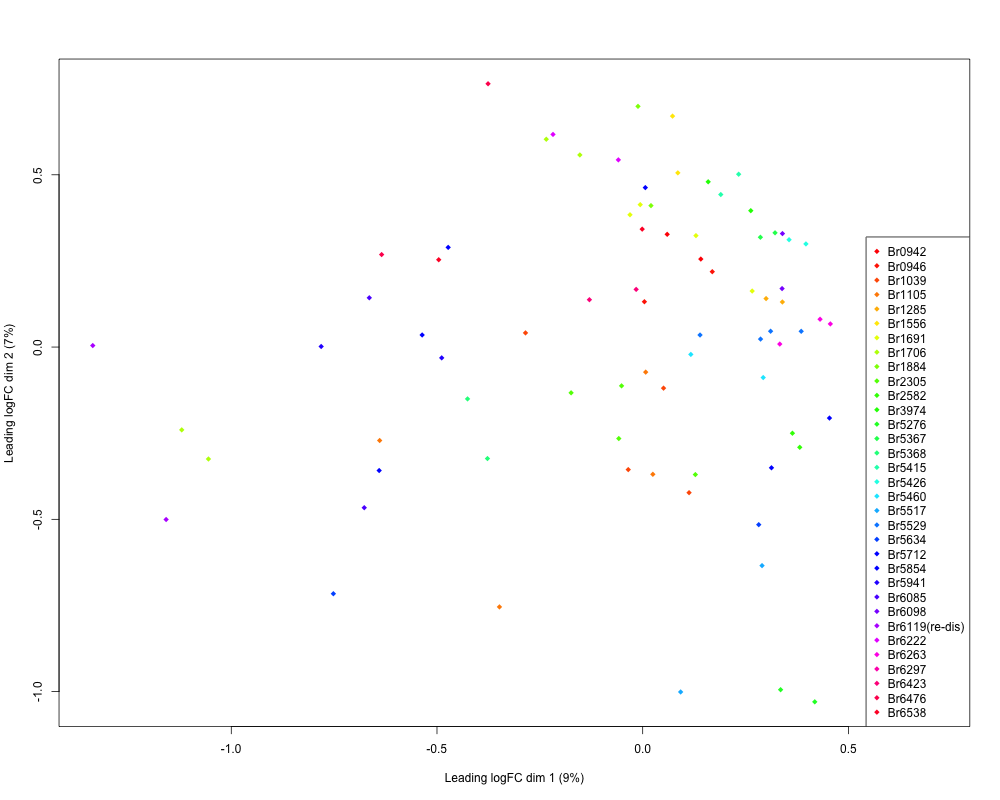 0.5
0.0
-0.5
-1.0
Leading logFC dim 2 (7%)
-1.0
-0.5
0.0
0.5
Leading logFC dim 1 (9%)
Br0942
Br0946
Br1039
Br1105
Br1285
Br1556
Br1691
Br1706
Br1884
Br2305
Br2582
Br3974
Br5276
Br5367
Br5368
Br5415
Br5426
Br5460
Br5517
Br5529
Br5634
Br5712
Br5854
Br5941
Br6085
Br6098
Br6119(re-dis)
Br6222
Br6263
Br6297
Br6423
Br6476
Br6538